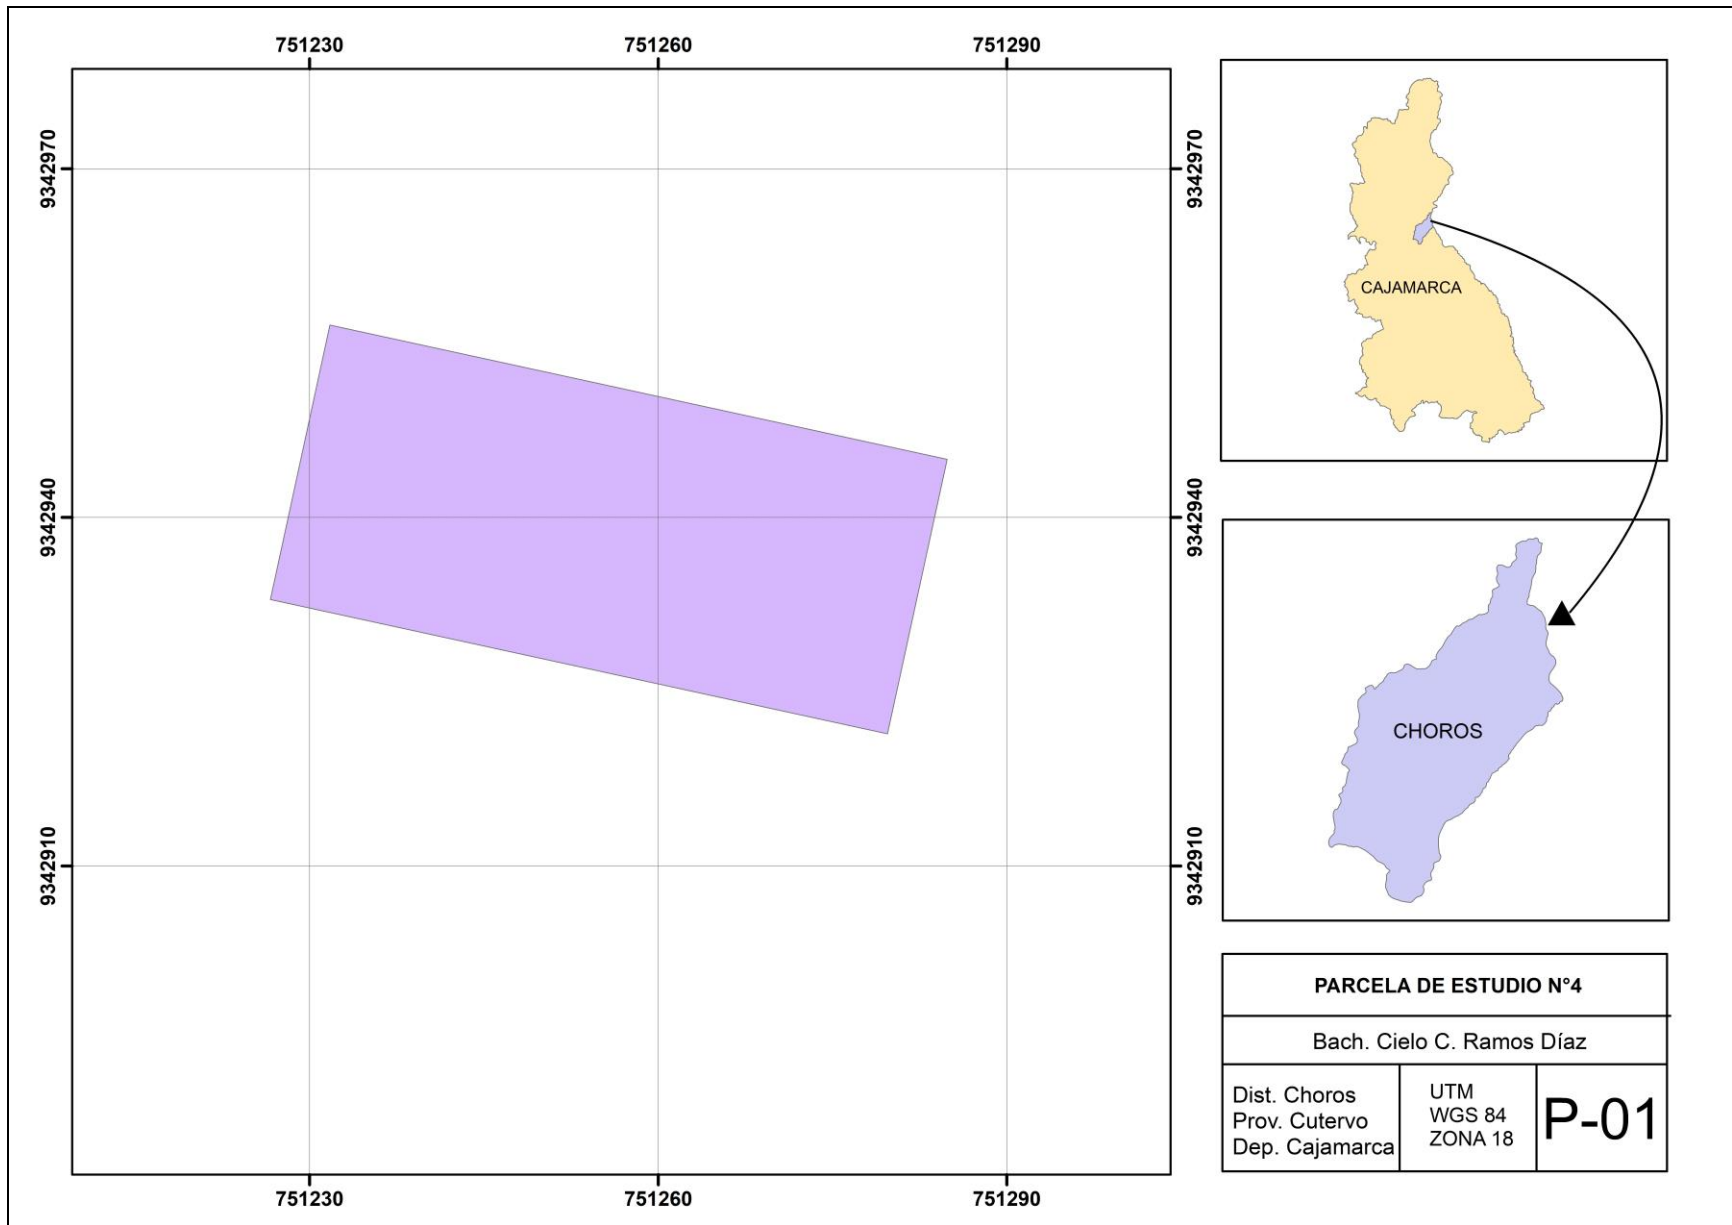 751230
751260
751290
9342970
9342970
9342940
9342940
9342910
9342910
751230
751260
751290
CAJAMARCA
CHOROS
PARCELA DE ESTUDIO N°4
Bach. Cielo C. Ramos Díaz
Dist. Choros
Prov. Cutervo
Dep. Cajamarca
UTM
WGS 84
ZONA 18
P-01